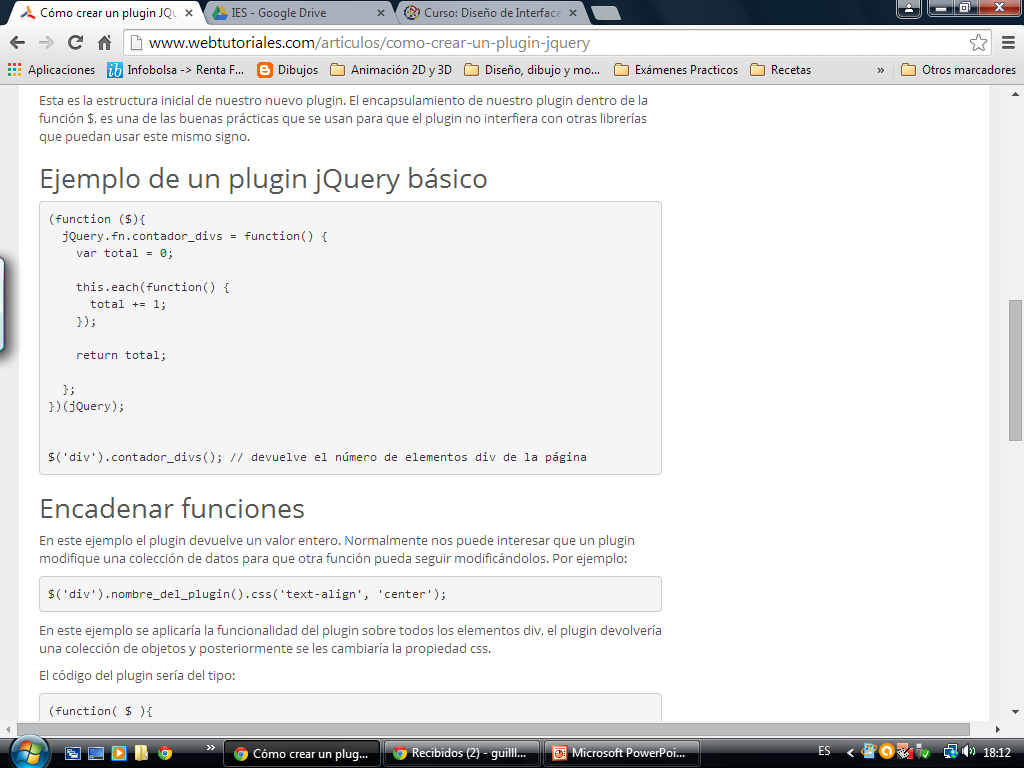 Cómo crear un plugin JQu
IES - Google Drive
Curso: Diseño de Interface
www.webtutoriales.com/articulos/como-crear-un-plugin-jquery
Aplicaciones
Infobolsa -> Renta F...
Dibujos
Animación 2D y 3D
Diseño, dibujo y mo...
Exámenes Practicos
Recetas
»
Otros marcadores
Esta es la estructura inicial de nuestro nuevo plugin. El encapsulamiento de nuestro plugin dentro de la
función $, es una de las buenas prácticas que se usan para que el plugin no interfiera con otras librerías
que puedan usar este mismo signo.
Ejemplo de un plugin jQuery básico
(function ($){
jQuery.fn.contador_divs = function() {
var total = 0;
this.each(function() {
total += 1;
});
return total;
};
})(jQuery);
$('div').contador_divs(); // devuelve el número de elementos div de la página
Encadenar funciones
En este ejemplo el plugin devuelve un valor entero. Normalmente nos puede interesar que un plugin
modifique una colección de datos para que otra función pueda seguir modificándolos. Por ejemplo:
$('div').nombre_del_plugin().css('text-align', 'center');
En este ejemplo se aplicaría la funcionalidad del plugin sobre todos los elementos div, el plugin devolvería
una colección de objetos y posteriormente se les cambiaría la propiedad css.
El código del plugin sería del tipo:
(function( $ ){
»
Cómo crear un plug...
Recibidos (2) - guilll...
Microsoft PowerPoi...
ES
18:12